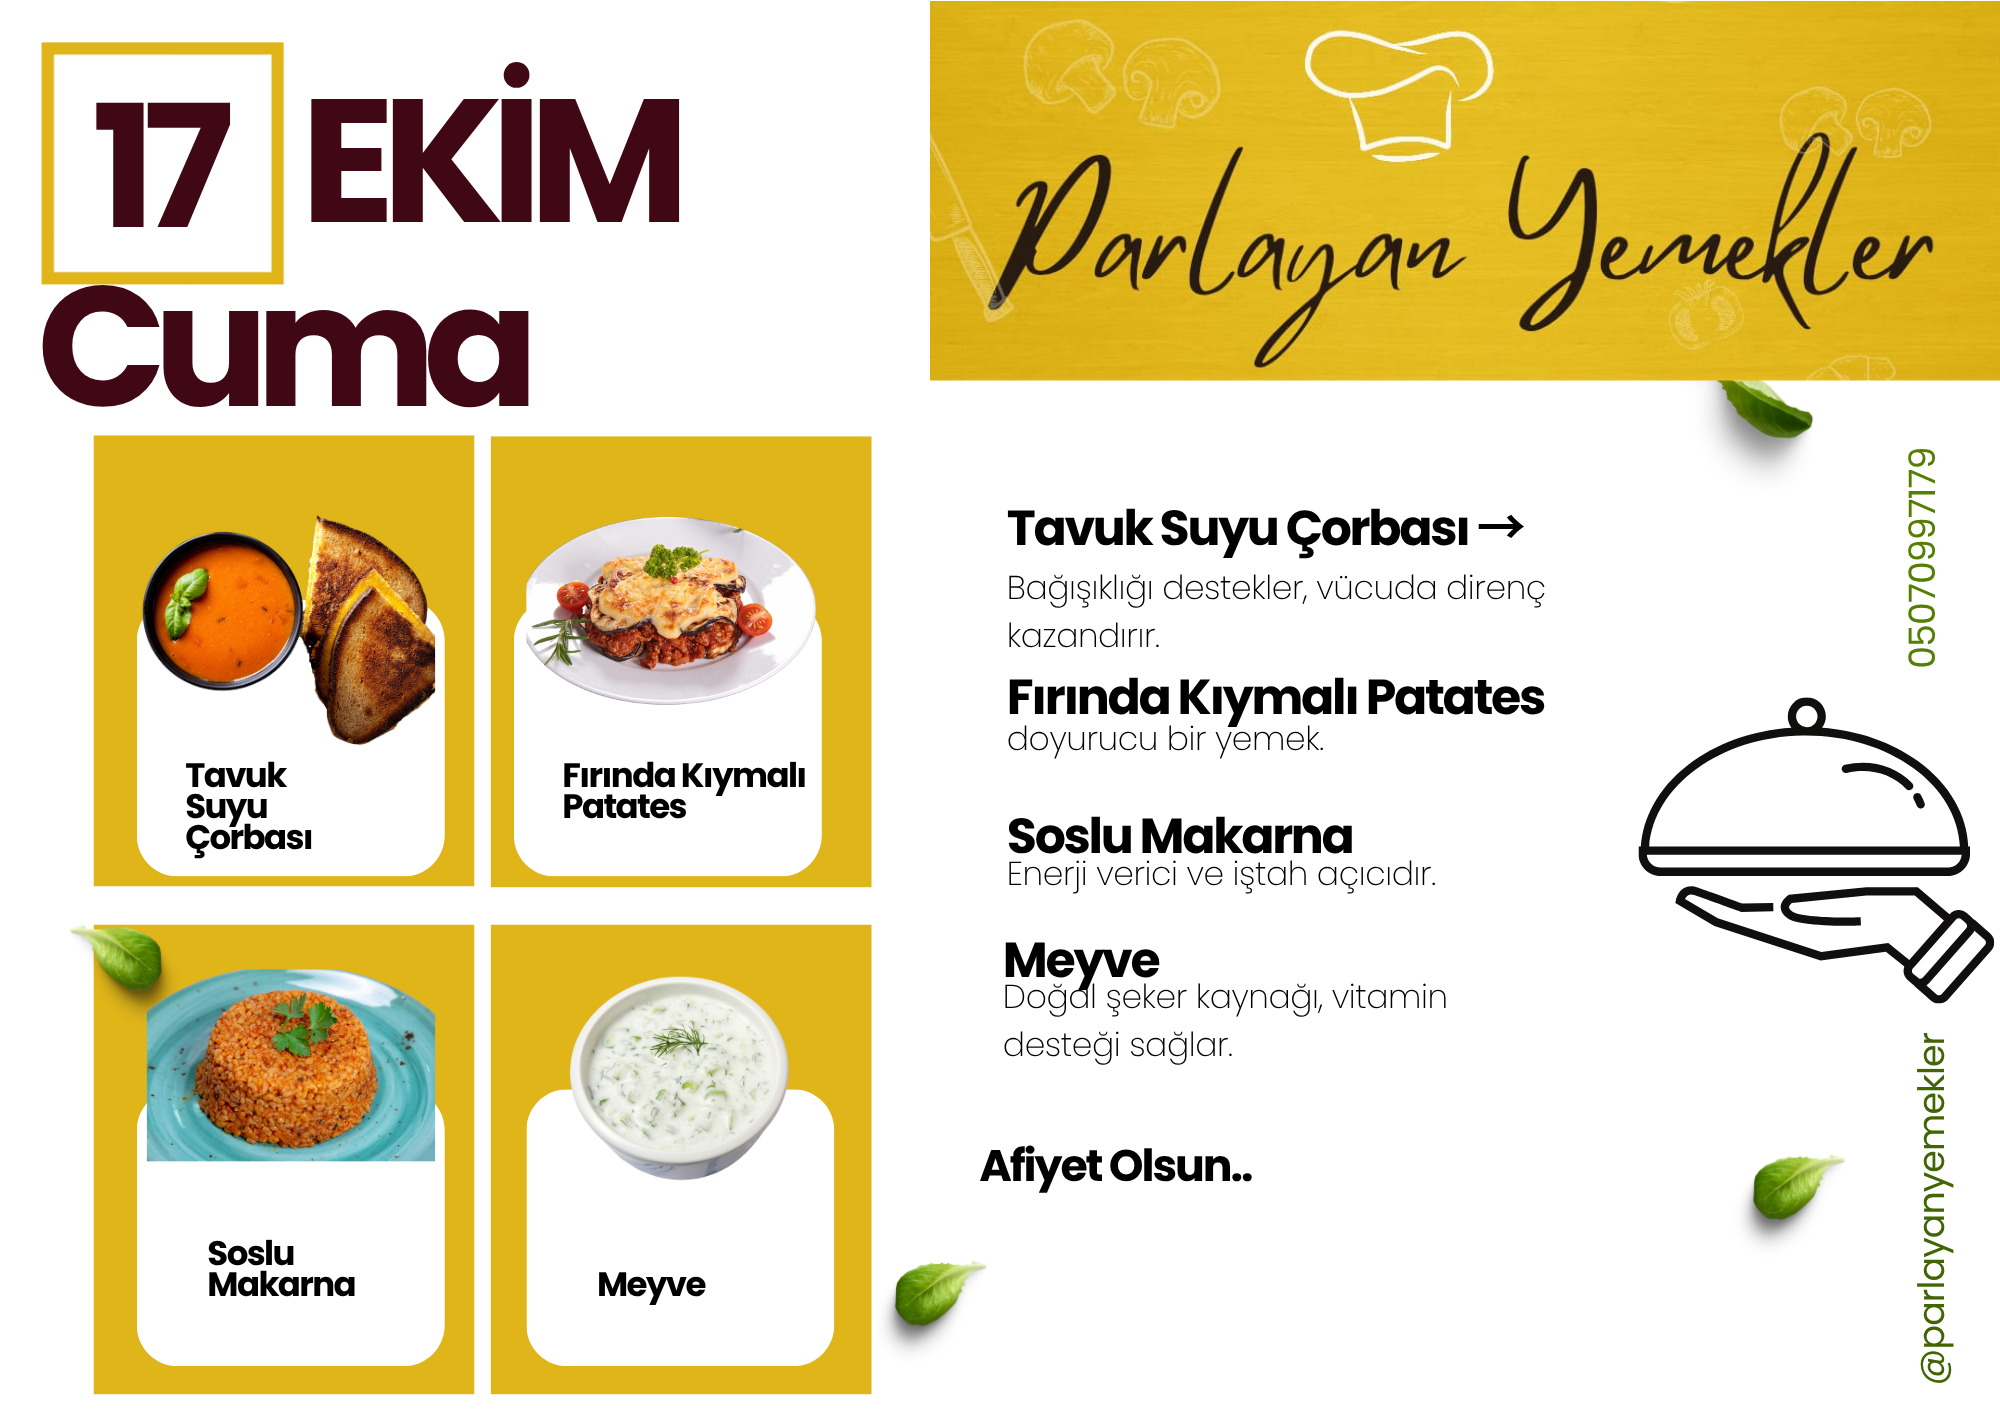 17 EKİM
Cuma
Parlayan Yemekler
Tavuk
Suyu
Çorbası
Fırında Kıymalı
Patates
Soslu
Makarna
Meyve
Tavuk Suyu Çorbası →
Bağışıklığı destekler, vücuda direnç
kazandırır.
Fırında Kıymalı Patates
doyurucu bir yemek.
Soslu Makarna
Enerji verici ve iştah açıcıdır.
Meyve
Doğal şeker kaynağı, vitamin
desteği sağlar.
Afiyet Olsun..
05070997179
@parlayanyemekler